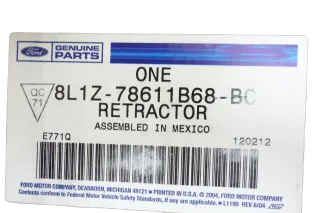 Ford GENUINE PARTS
ONE
QC 71
8L1Z-78611B68-BC
RETRACTOR
ASSEMBLED IN MEXICO
E771Q 120212
FORD MOTOR COMPANY, DEARBORN, MICHIGAN 48121 • PRINTED IN U.S.A. © 2004, FORD MOTOR COMPANY
Contents conform to Federal Motor Vehicle Safety Standards, if any are applicable. • L1190 REV 8/04